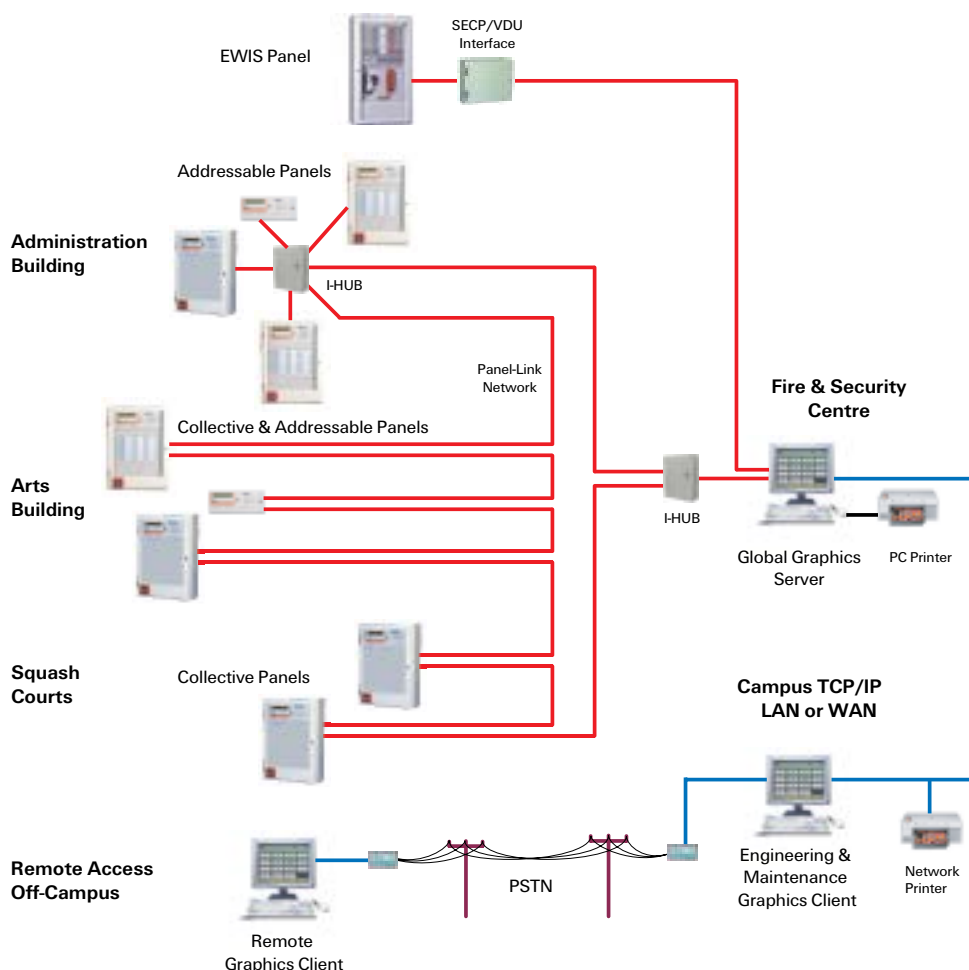 SECP/VDU
Interface
EWIS Panel
Addressable Panels
Administration
Building
I-HUB
Panel-Link
Network
Fire & Security
Centre
Collective & Addressable Panels
Arts
Building
I-HUB
Global Graphics
Server
PC Printer
Squash
Courts
Collective Panels
Campus TCP/IP
LAN or WAN
Remote Access
Off-Campus
PSTN
Engineering &
Maintenance
Graphics Client
Network
Printer
Remote
Graphics Client